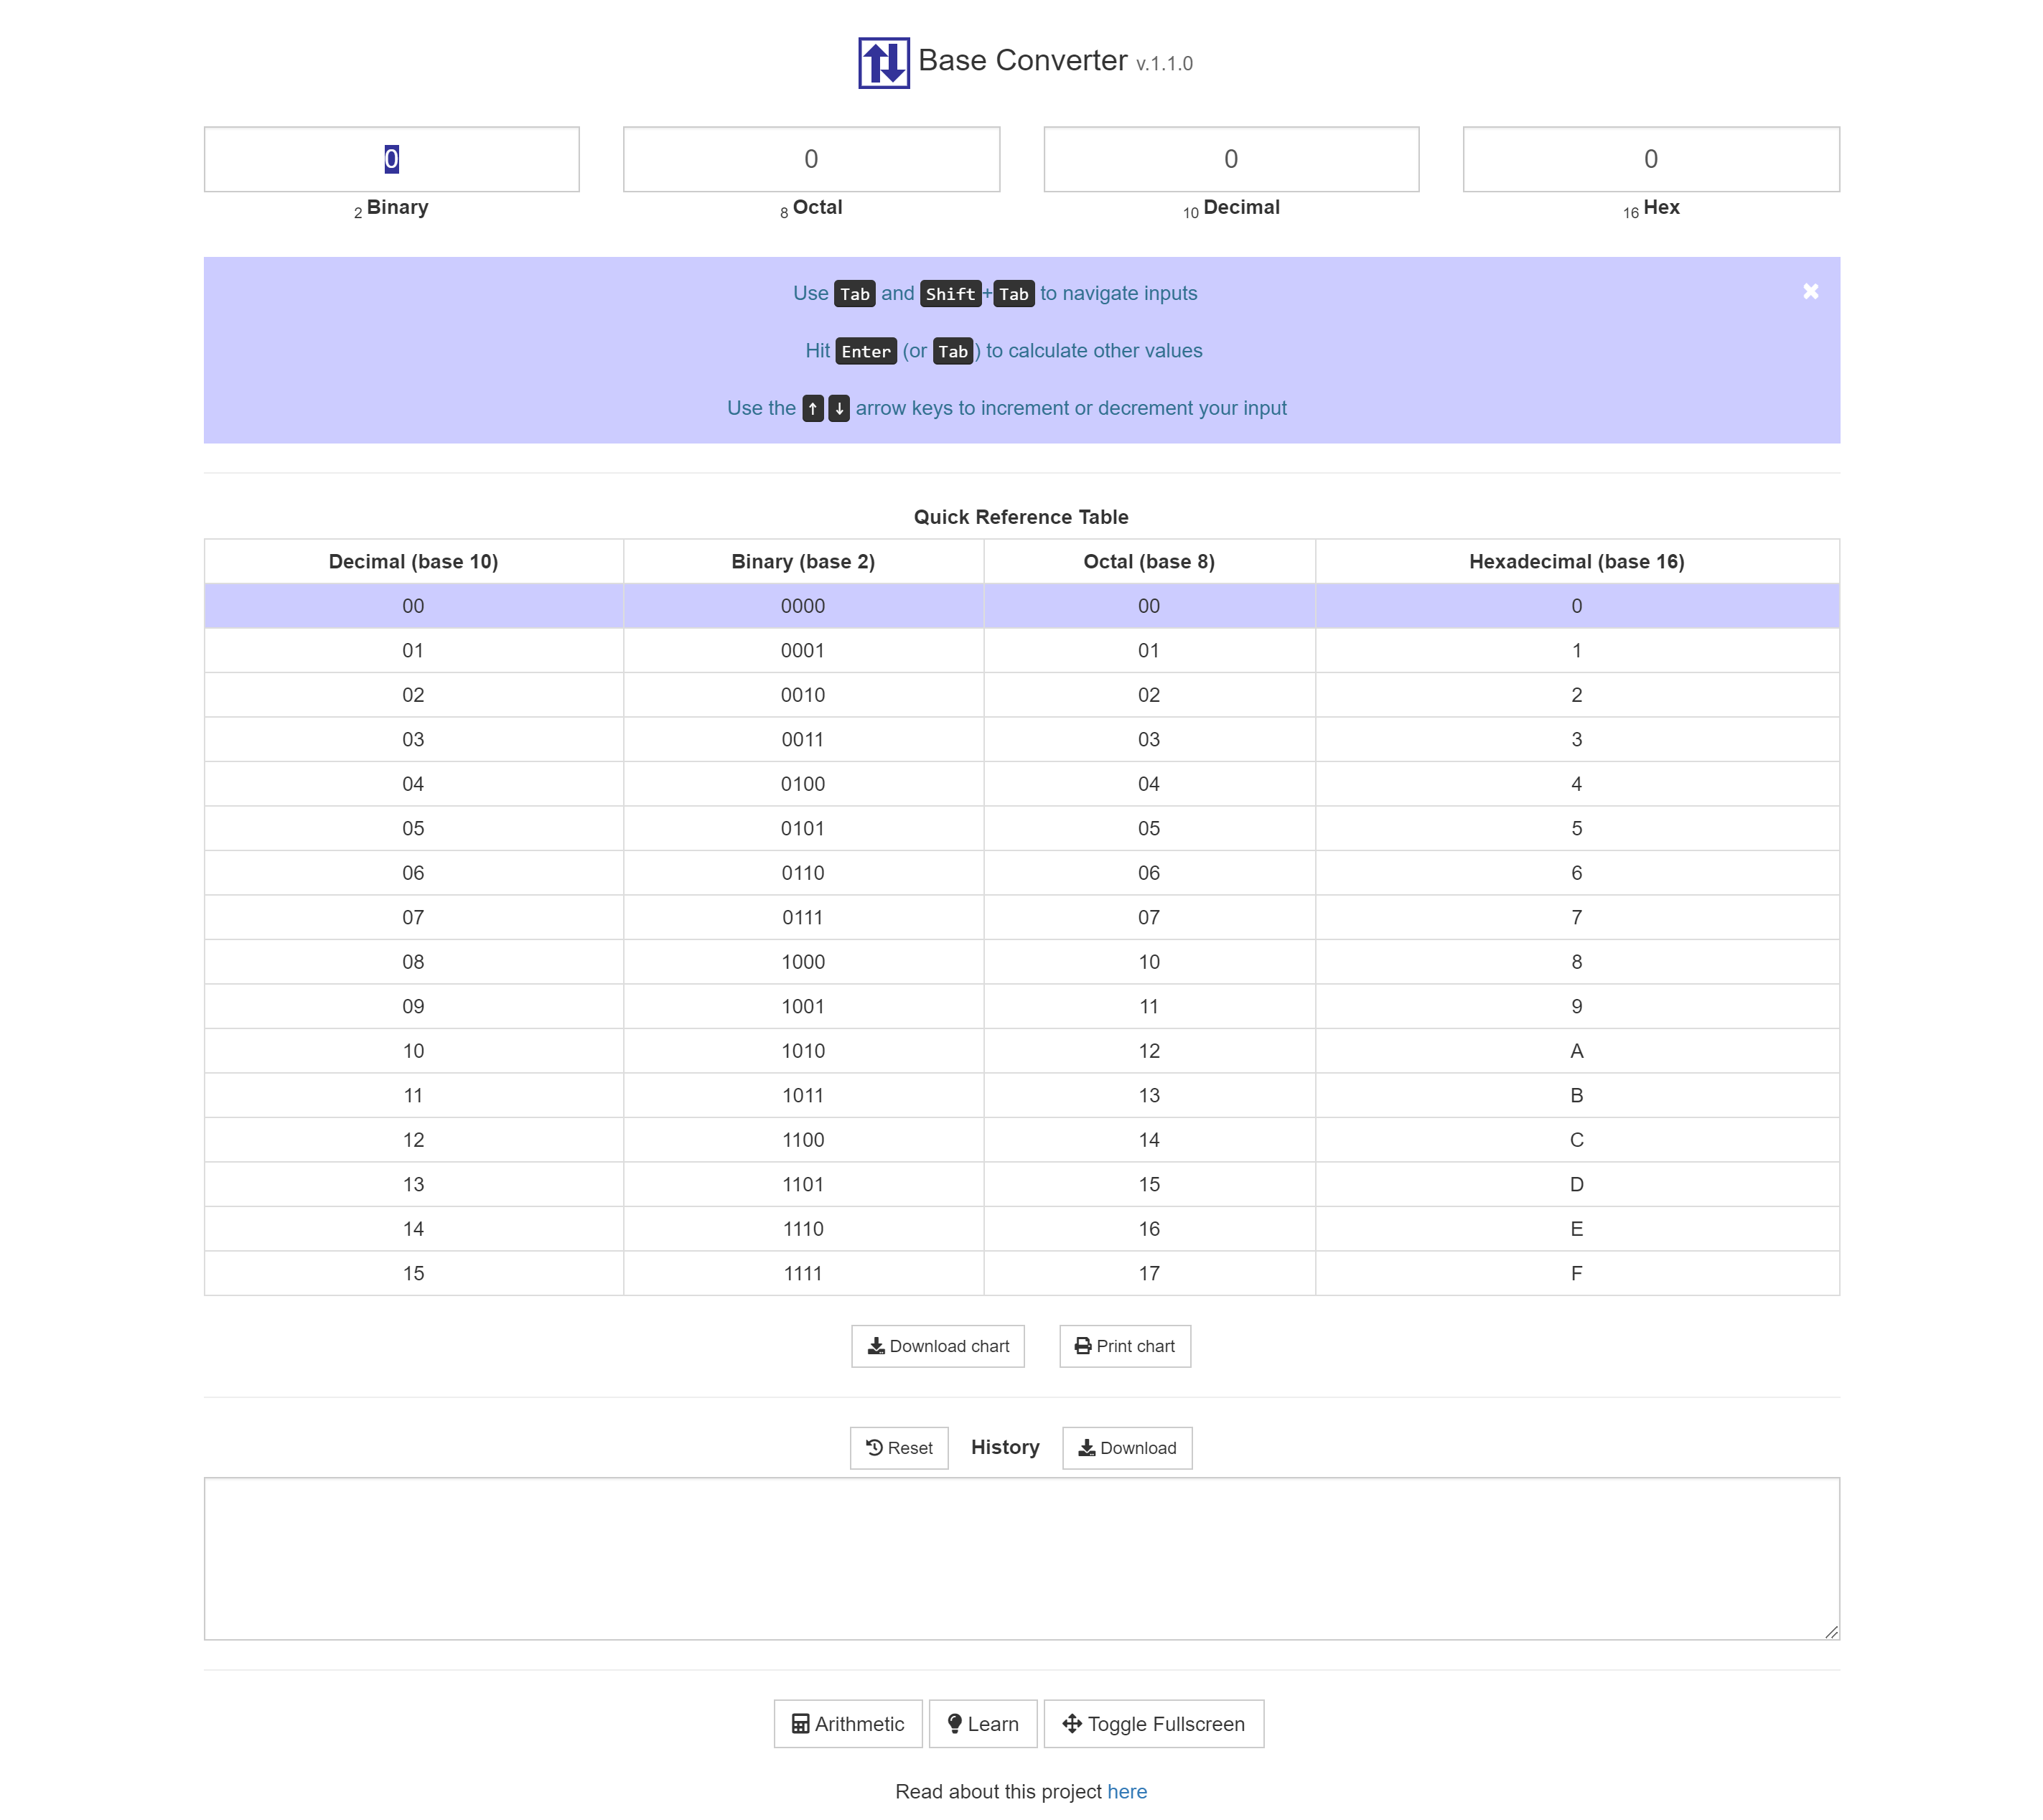 Base Converter v.1.1.0
0 0 0 0
2 Binary 8 Octal 10 Decimal 16 Hex
Use Tab and Shift+Tab to navigate inputs
Hit Enter (or Tab) to calculate other values
Use the ↑ ↓ arrow keys to increment or decrement your input
Quick Reference Table
Decimal (base 10) Binary (base 2) Octal (base 8) Hexadecimal (base 16)
00 0000 00 0
01 0001 01 1
02 0010 02 2
03 0011 03 3
04 0100 04 4
05 0101 05 5
06 0110 06 6
07 0111 07 7
08 1000 10 8
09 1001 11 9
10 1010 12 A
11 1011 13 B
12 1100 14 C
13 1101 15 D
14 1110 16 E
15 1111 17 F
Download chart Print chart
Reset History Download
Arithmetic Learn Toggle Fullscreen
Read about this project here